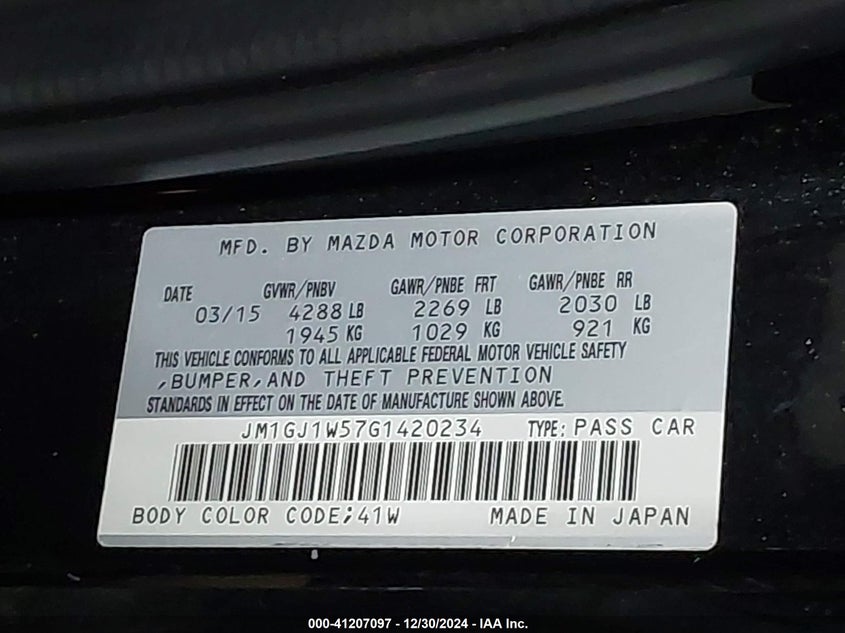 MFD. BY MAZDA MOTOR CORPORATION
DATE GVWR/PNBV GAWR/PNBE FRT GAWR/PNBE RR
03/15 4288 LB 2269 LB 2030 LB
1945 KG 1029 KG 921 KG
THIS VEHICLE CONFORMS TO ALL APPLICABLE FEDERAL MOTOR VEHICLE SAFETY
,BUMPER,AND THEFT PREVENTION
STANDARDS IN EFFECT ON THE DATE OF MANUFACTURE SHOWN ABOVE.
JM1GJ1W57G1420234 TYPE: PASS CAR
BODY COLOR CODE;41W MADE IN JAPAN
000-41207097 - 12/30/2024 - IAA Inc.